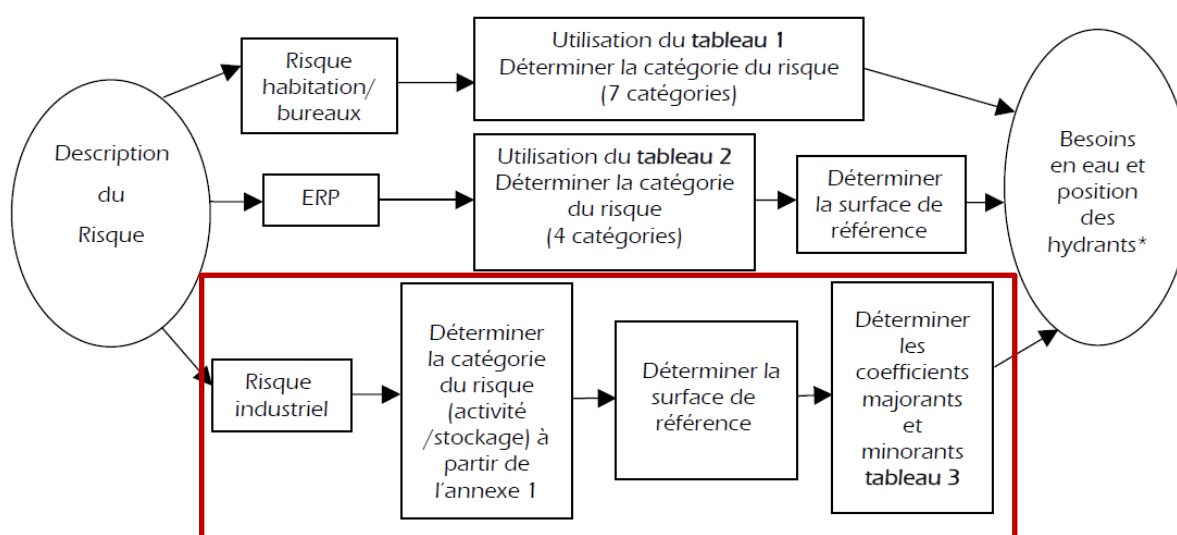 Description
du
Risque
Risque
habitation/
bureaux
Utilisation du tableau 1
Déterminer la catégorie du risque
(7 catégories)
ERP
Utilisation du tableau 2
Déterminer la catégorie
du risque
(4 catégories)
Déterminer
la surface de
référence
Risque
industriel
Déterminer
la catégorie
du risque
(activité
/stockage) à
partir de
l'annexe 1
Déterminer la
surface de
référence
Déterminer
les
coefficients
majorants
et
minorants
tableau 3
Besoins
en eau et
position
des
hydrants*